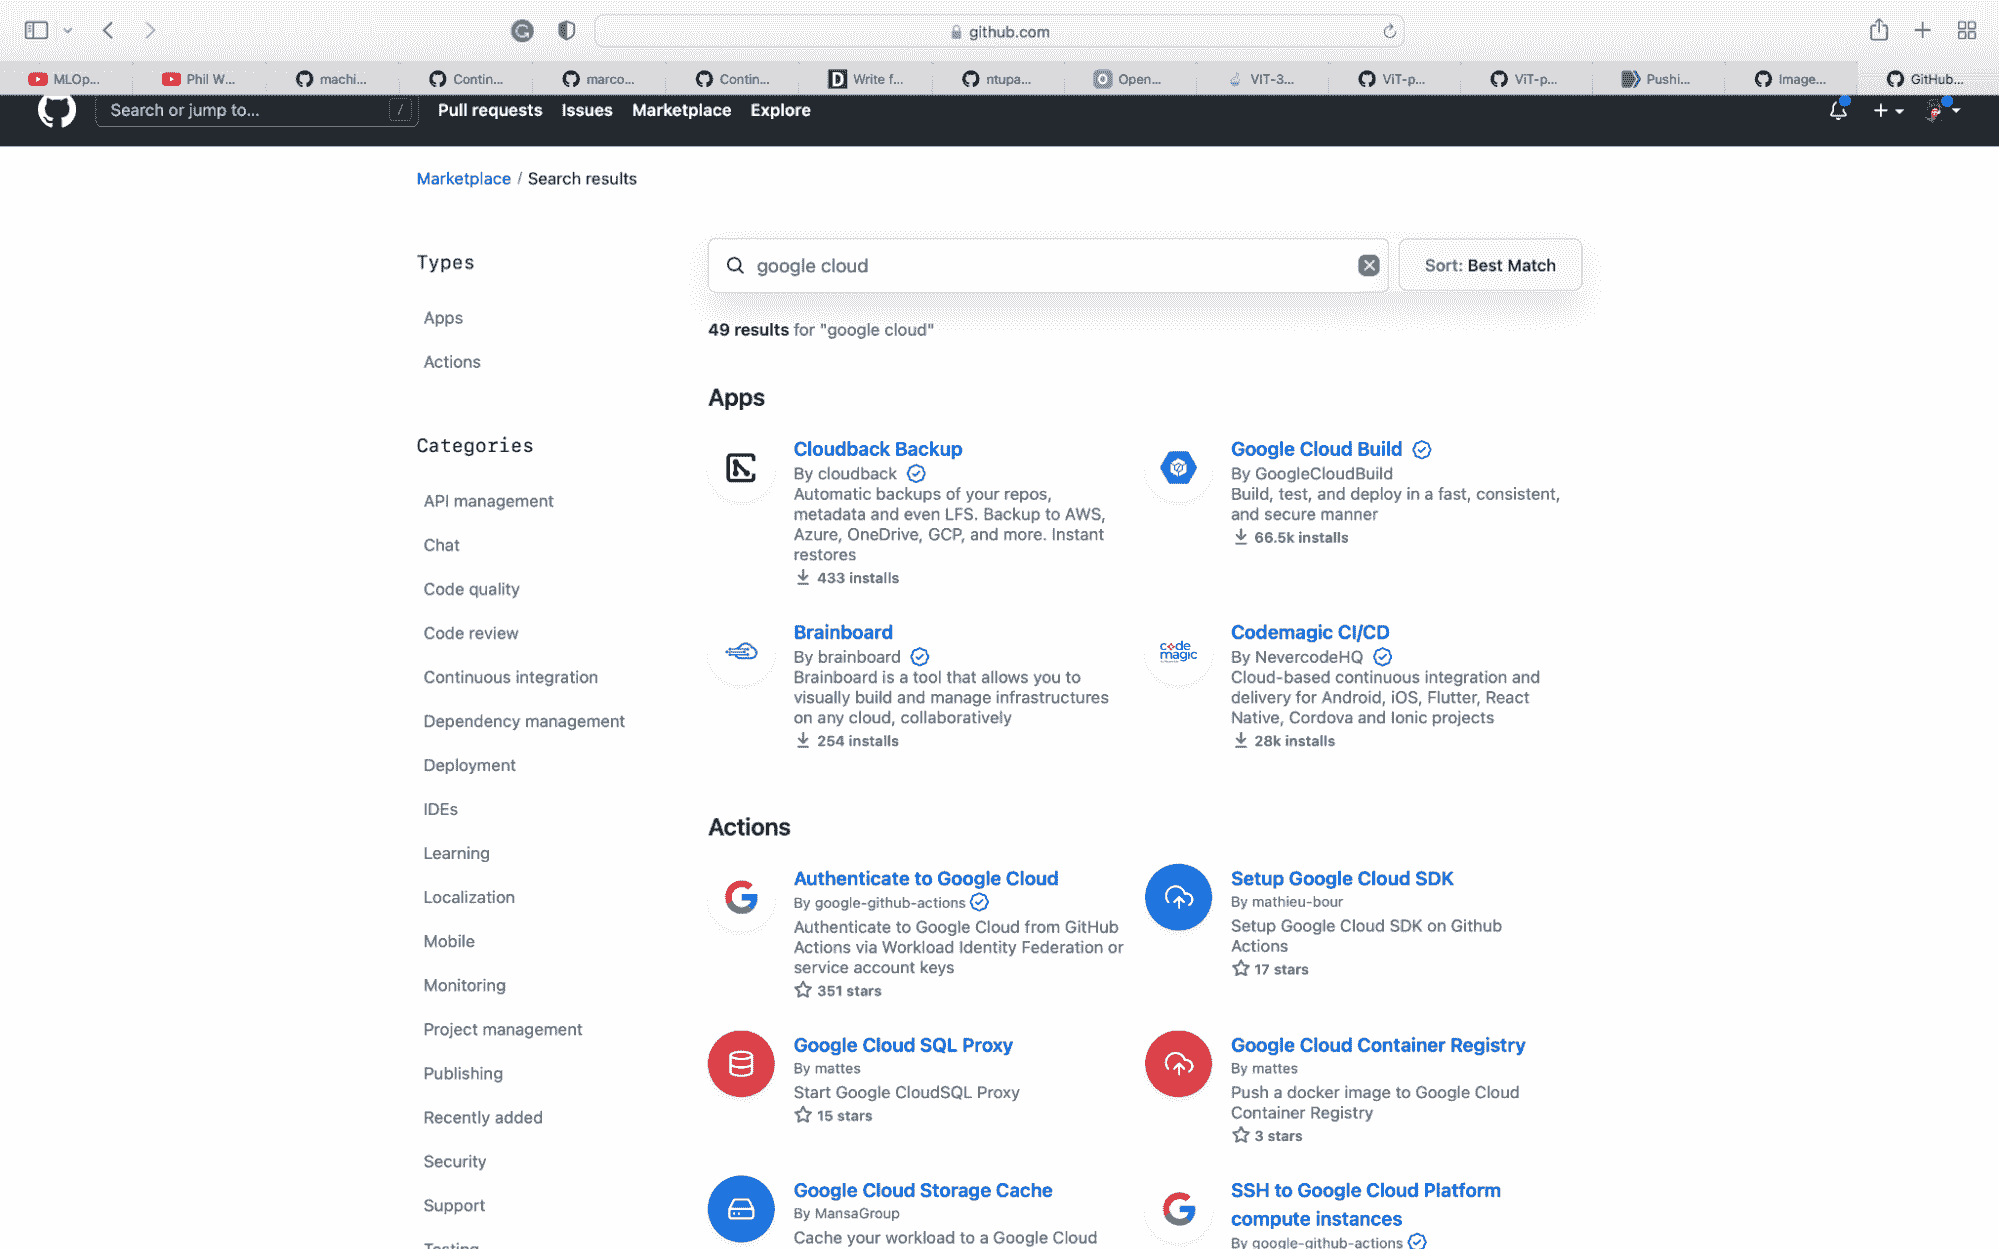 github.com
MLOp...
Phil W...
machi...
Contin...
marco...
Contin...
Write f...
ntupa...
Open...
VIT-3...
ViT-p...
ViT-p...
Pushi...
Image...
GitHub...
Search or jump to... /
Pull requests Issues Marketplace Explore
Marketplace / Search results
Types
Apps
Actions
Categories
API management
Chat
Code quality
Code review
Continuous integration
Dependency management
Deployment
IDEs
Learning
Localization
Mobile
Monitoring
Project management
Publishing
Recently added
Security
Support
Testing
google cloud
Sort: Best Match
49 results for "google cloud"
Apps
Cloudback Backup
By cloudback
Automatic backups of your repos,
metadata and even LFS. Backup to AWS,
Azure, OneDrive, GCP, and more. Instant
restores
433 installs
Google Cloud Build
By GoogleCloudBuild
Build, test, and deploy in a fast, consistent,
and secure manner
66.5k installs
Brainboard
By brainboard
Brainboard is a tool that allows you to
visually build and manage infrastructures
on any cloud, collaboratively
254 installs
code
magic
Codemagic CI/CD
By NevercodeHQ
Cloud-based continuous integration and
delivery for Android, iOS, Flutter, React
Native, Cordova and Ionic projects
28k installs
Actions
Authenticate to Google Cloud
By google-github-actions
Authenticate to Google Cloud from GitHub
Actions via Workload Identity Federation or
service account keys
351 stars
Setup Google Cloud SDK
By mathieu-bour
Setup Google Cloud SDK on Github
Actions
17 stars
Google Cloud SQL Proxy
By mattes
Start Google CloudSQL Proxy
15 stars
Google Cloud Container Registry
By mattes
Push a docker image to Google Cloud
Container Registry
3 stars
Google Cloud Storage Cache
By MansaGroup
Cache your workload to a Google Cloud
SSH to Google Cloud Platform
compute instances
By google-github-actions